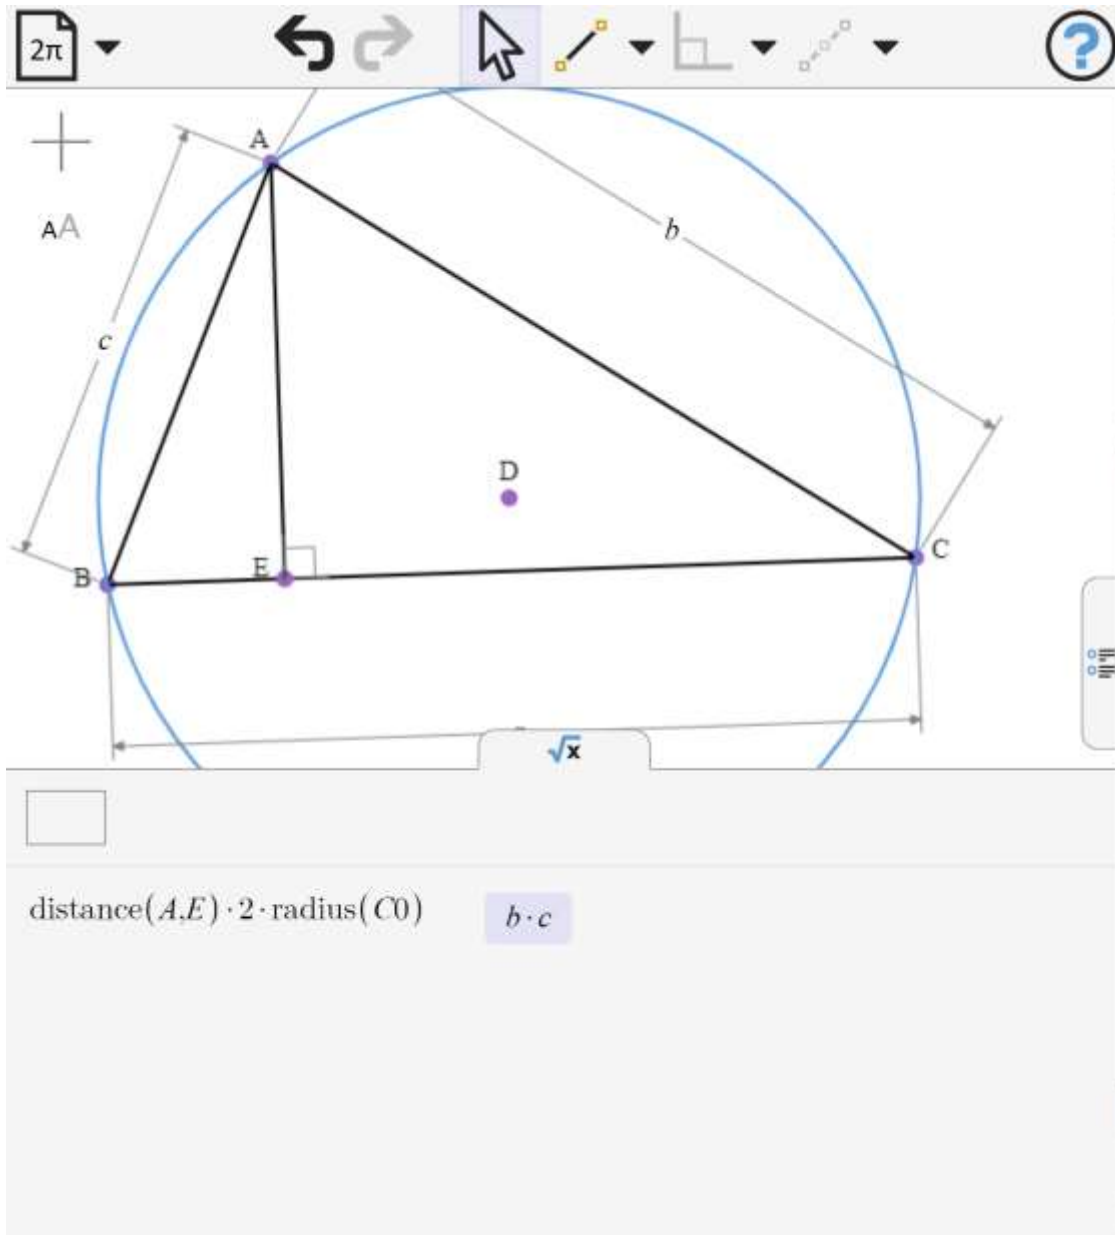 2π
?
A
AA
b
c
D
B
E
C
√x
distance(A,E)·2·radius(C0)
b·c